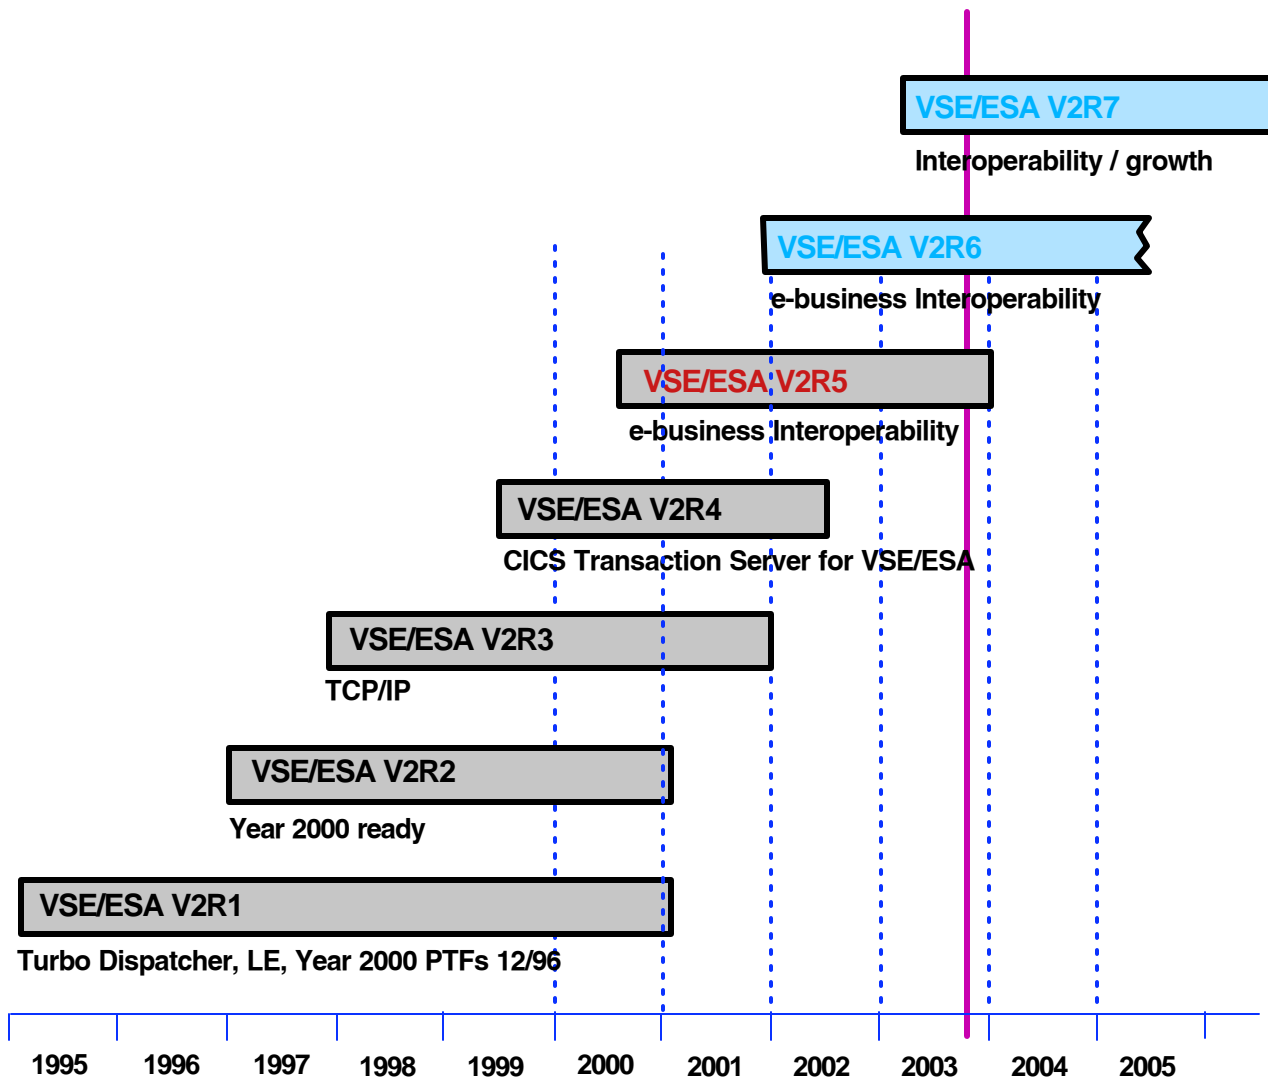 VSE/ESA V2R7
Interoperability / growth
VSE/ESA V2R6
e-business Interoperability
VSE/ESA V2R5
e-business Interoperability
VSE/ESA V2R4
CICS Transaction Server for VSE/ESA
VSE/ESA V2R3
TCP/IP
VSE/ESA V2R2
Year 2000 ready
VSE/ESA V2R1
Turbo Dispatcher, LE, Year 2000 PTFs 12/96
1995 1996 1997 1998 1999 2000 2001 2002 2003 2004 2005